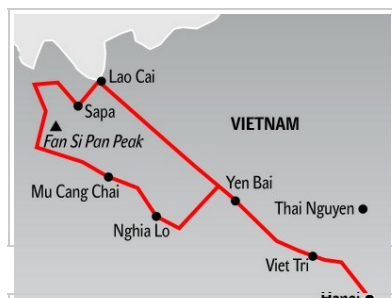 Lao Cai
Sapa
VIETNAM
Fan Si Pan Peak
Mu Cang Chai
Yen Bai
Thai Nguyen
Nghia Lo
Viet Tri
Hanoi